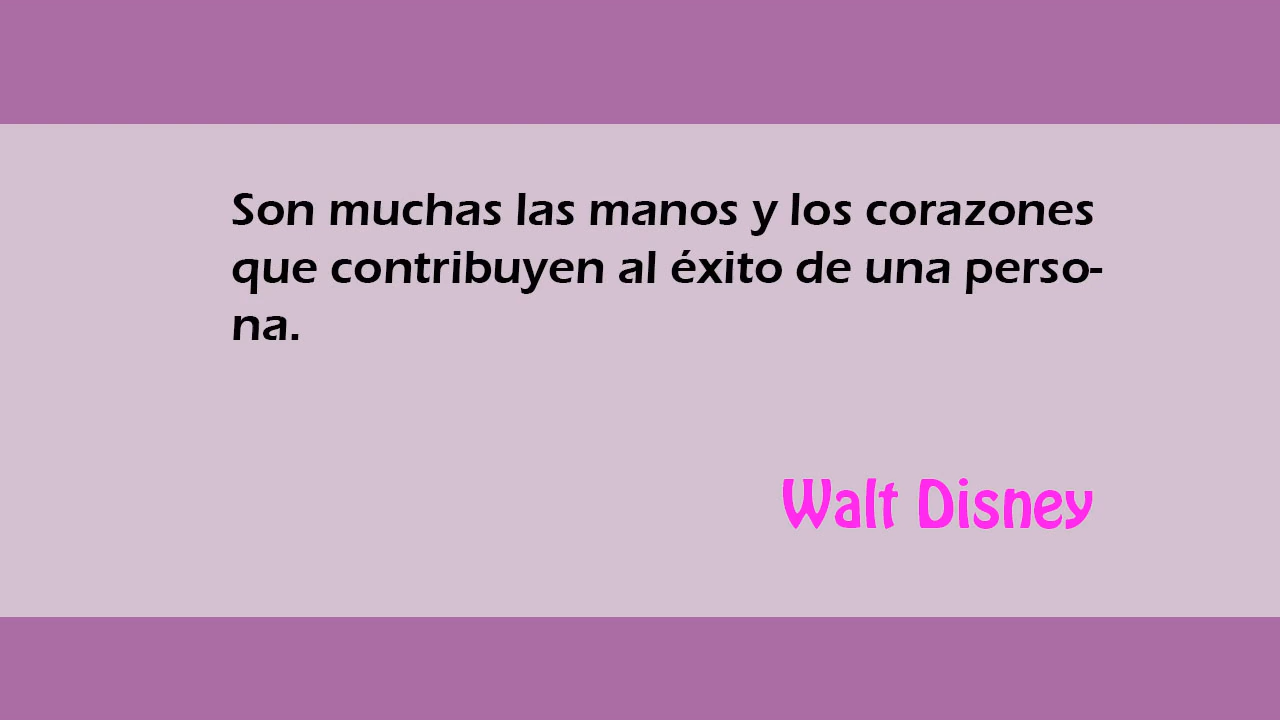 Son muchas las manos y los corazones
que contribuyen al éxito de una perso-
na.
Walt Disney